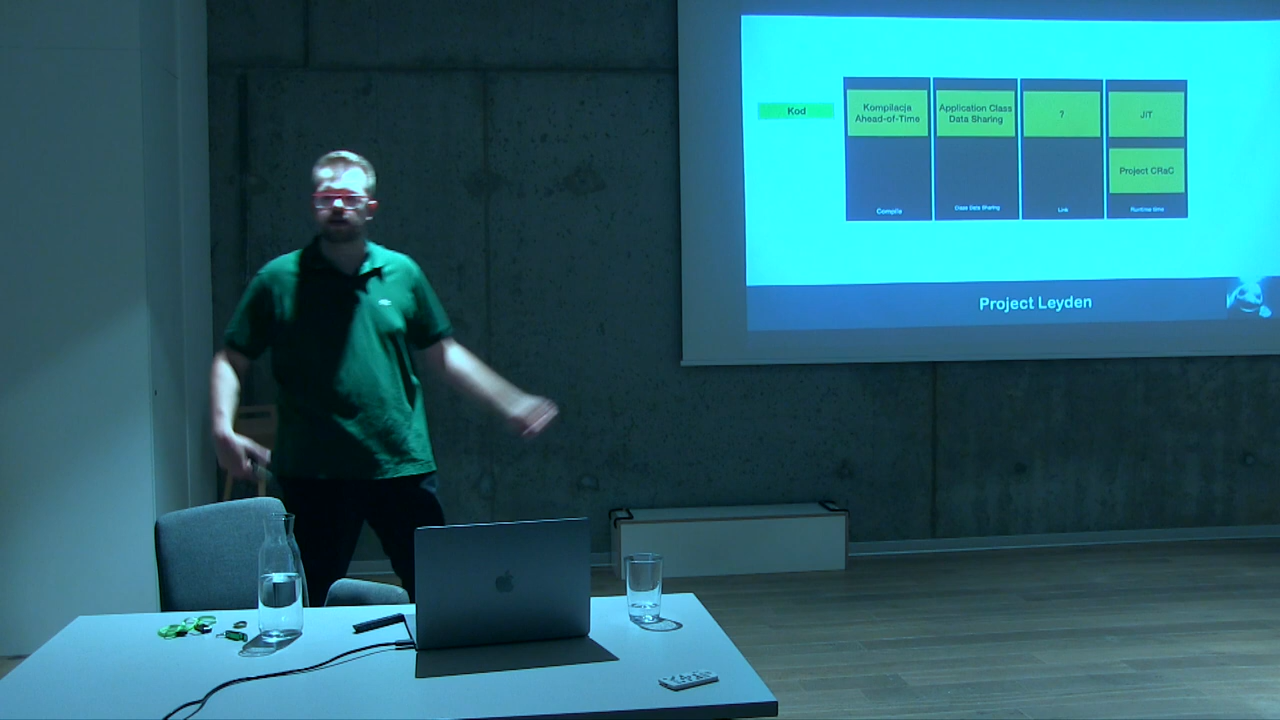 Kod
Kompilacja
Ahead-of-Time
Application Class
Data Sharing
?
JIT
Project CRaC
Compile
Class Data Sharing
Link
Runtime time
Project Leyden